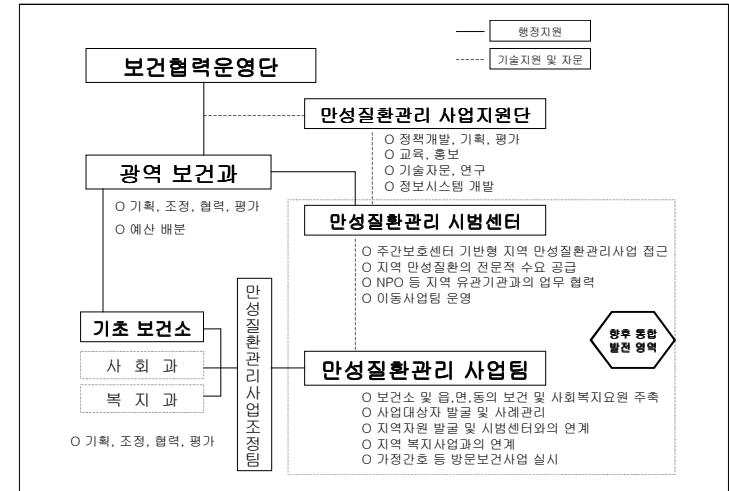 행정지원
기술지원 및 자문
보건협력운영단
만성질환관리 사업지원단
O 정책개발, 기획, 평가
O 교육, 홍보
O 기술자문, 연구
O 정보시스템 개발
광역 보건과
O 기획, 조정, 협력, 평가
O 예산 배분
만성질환관리 시범센터
O 주간보호센터 기반형 지역 만성질환관리사업 접근
O 지역 만성질환의 전문적 수요 공급
O NPO 등 지역 유관기관과의 업무 협력
O 이동사업팀 운영
만성질환관리사업조정팀
기초 보건소
사 회 과
복 지 과
O 기획, 조정, 협력, 평가
향후 통합
발전 영역
만성질환관리 사업팀
O 보건소 및 읍,면,동의 보건 및 사회복지요원 주축
O 사업대상자 발굴 및 사례관리
O 지역자원 발굴 및 시범센터와의 연계
O 지역 복지사업과의 연계
O 가정간호 등 방문보건사업 실시